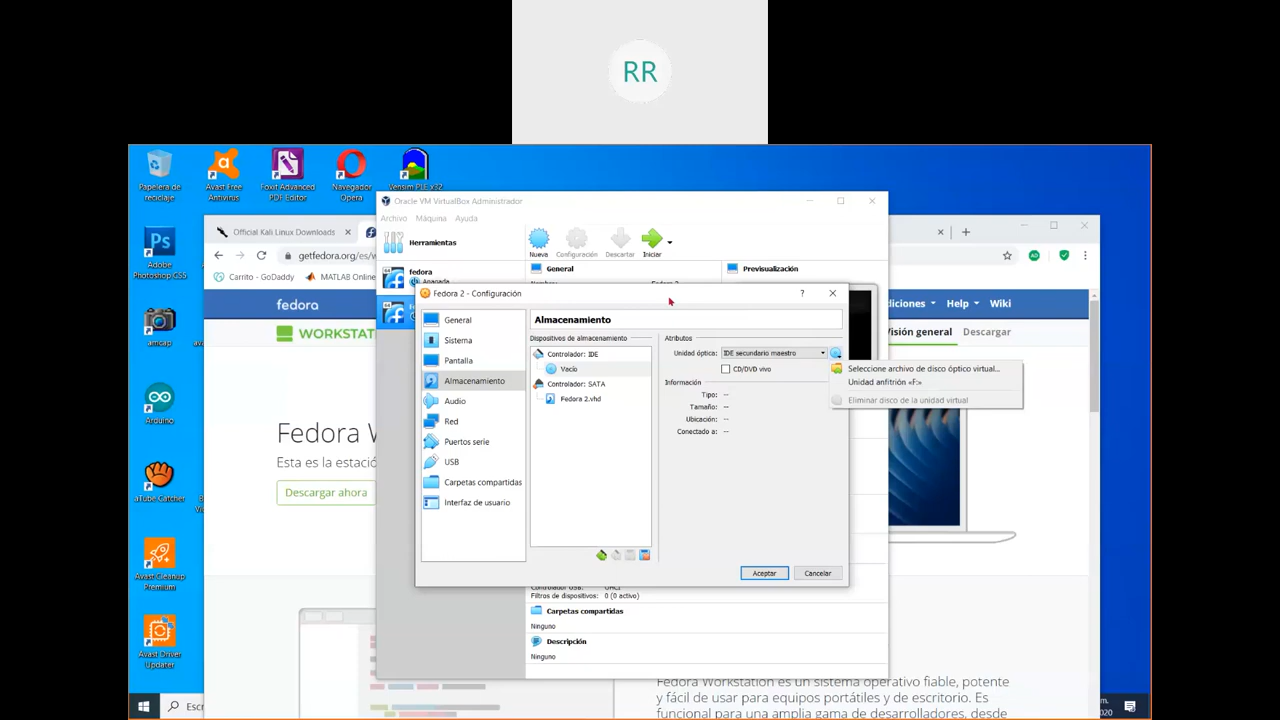 RR
Papelera de
reciclaje
Avast Free
Antivirus
Foxit Advanced
PDF Editor
Navegador
Opera
Vensim PLE x32
Adobe
Photoshop CS5
amcap
Arduino
aTube Catcher
Avast Cleanup
Premium
Avast Driver
Updater
Official Kali Linux Downloads
getfedora.org/es/w
Carrito - GoDaddy
MATLAB Online
fedora
WORKSTAT
diciones
Help
Wiki
Visión general
Descargar
Fedora W
Esta es la estació
Descargar ahora
Oracle VM VirtualBox Administrador
Archivo
Máquina
Ayuda
Herramientas
Nueva
Configuración
Descartar
Iniciar
fedora
Apagada
General
Previsualización
Fedora 2 - Configuración
General
Sistema
Pantalla
Almacenamiento
Audio
Red
Puertos serie
USB
Carpetas compartidas
Interfaz de usuario
Almacenamiento
Dispositivos de almacenamiento
Controlador: IDE
Vacío
Controlador: SATA
Fedora 2.vhd
Atributos
Unidad óptica:
IDE secundario maestro
CD/DVD vivo
Información
Tipo: --
Tamaño: --
Ubicación: --
Conectado a: --
Seleccione archivo de disco óptico virtual...
Unidad anfitrión «F:»
Eliminar disco de la unidad virtual
Aceptar
Cancelar
Filtros de dispositivos: 0 (0 activo)
Carpetas compartidas
Ninguno
Descripción
Ninguno
Fedora Workstation es un sistema operativo fiable, potente
y fácil de usar para equipos portátiles y de escritorio. Es
funcional para una amplia gama de desarrolladores, desde
Escr
2020